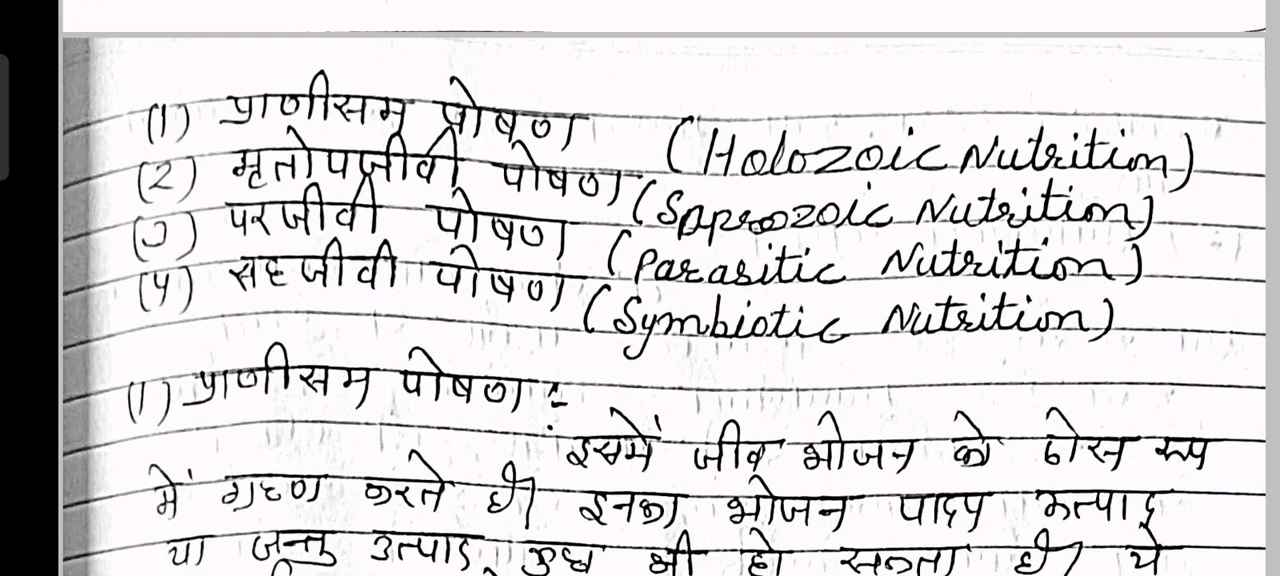 (1) प्राणीसम पोषण (Holozoic Nutrition)
(2) मृतोपजीवी पोषण (Saprozoic Nutrition)
(3) परजीवी पोषण (Parasitic Nutrition)
(4) सहजीवी पोषण (Symbiotic Nutrition)
(1) प्राणीसम पोषण :-
इसमें जीव भोजन को ठोस रूप
में ग्रहण करते है। इनका भोजन पादप उत्पाद
या जन्तु उत्पाद कुछ भी हो सकता है। ये